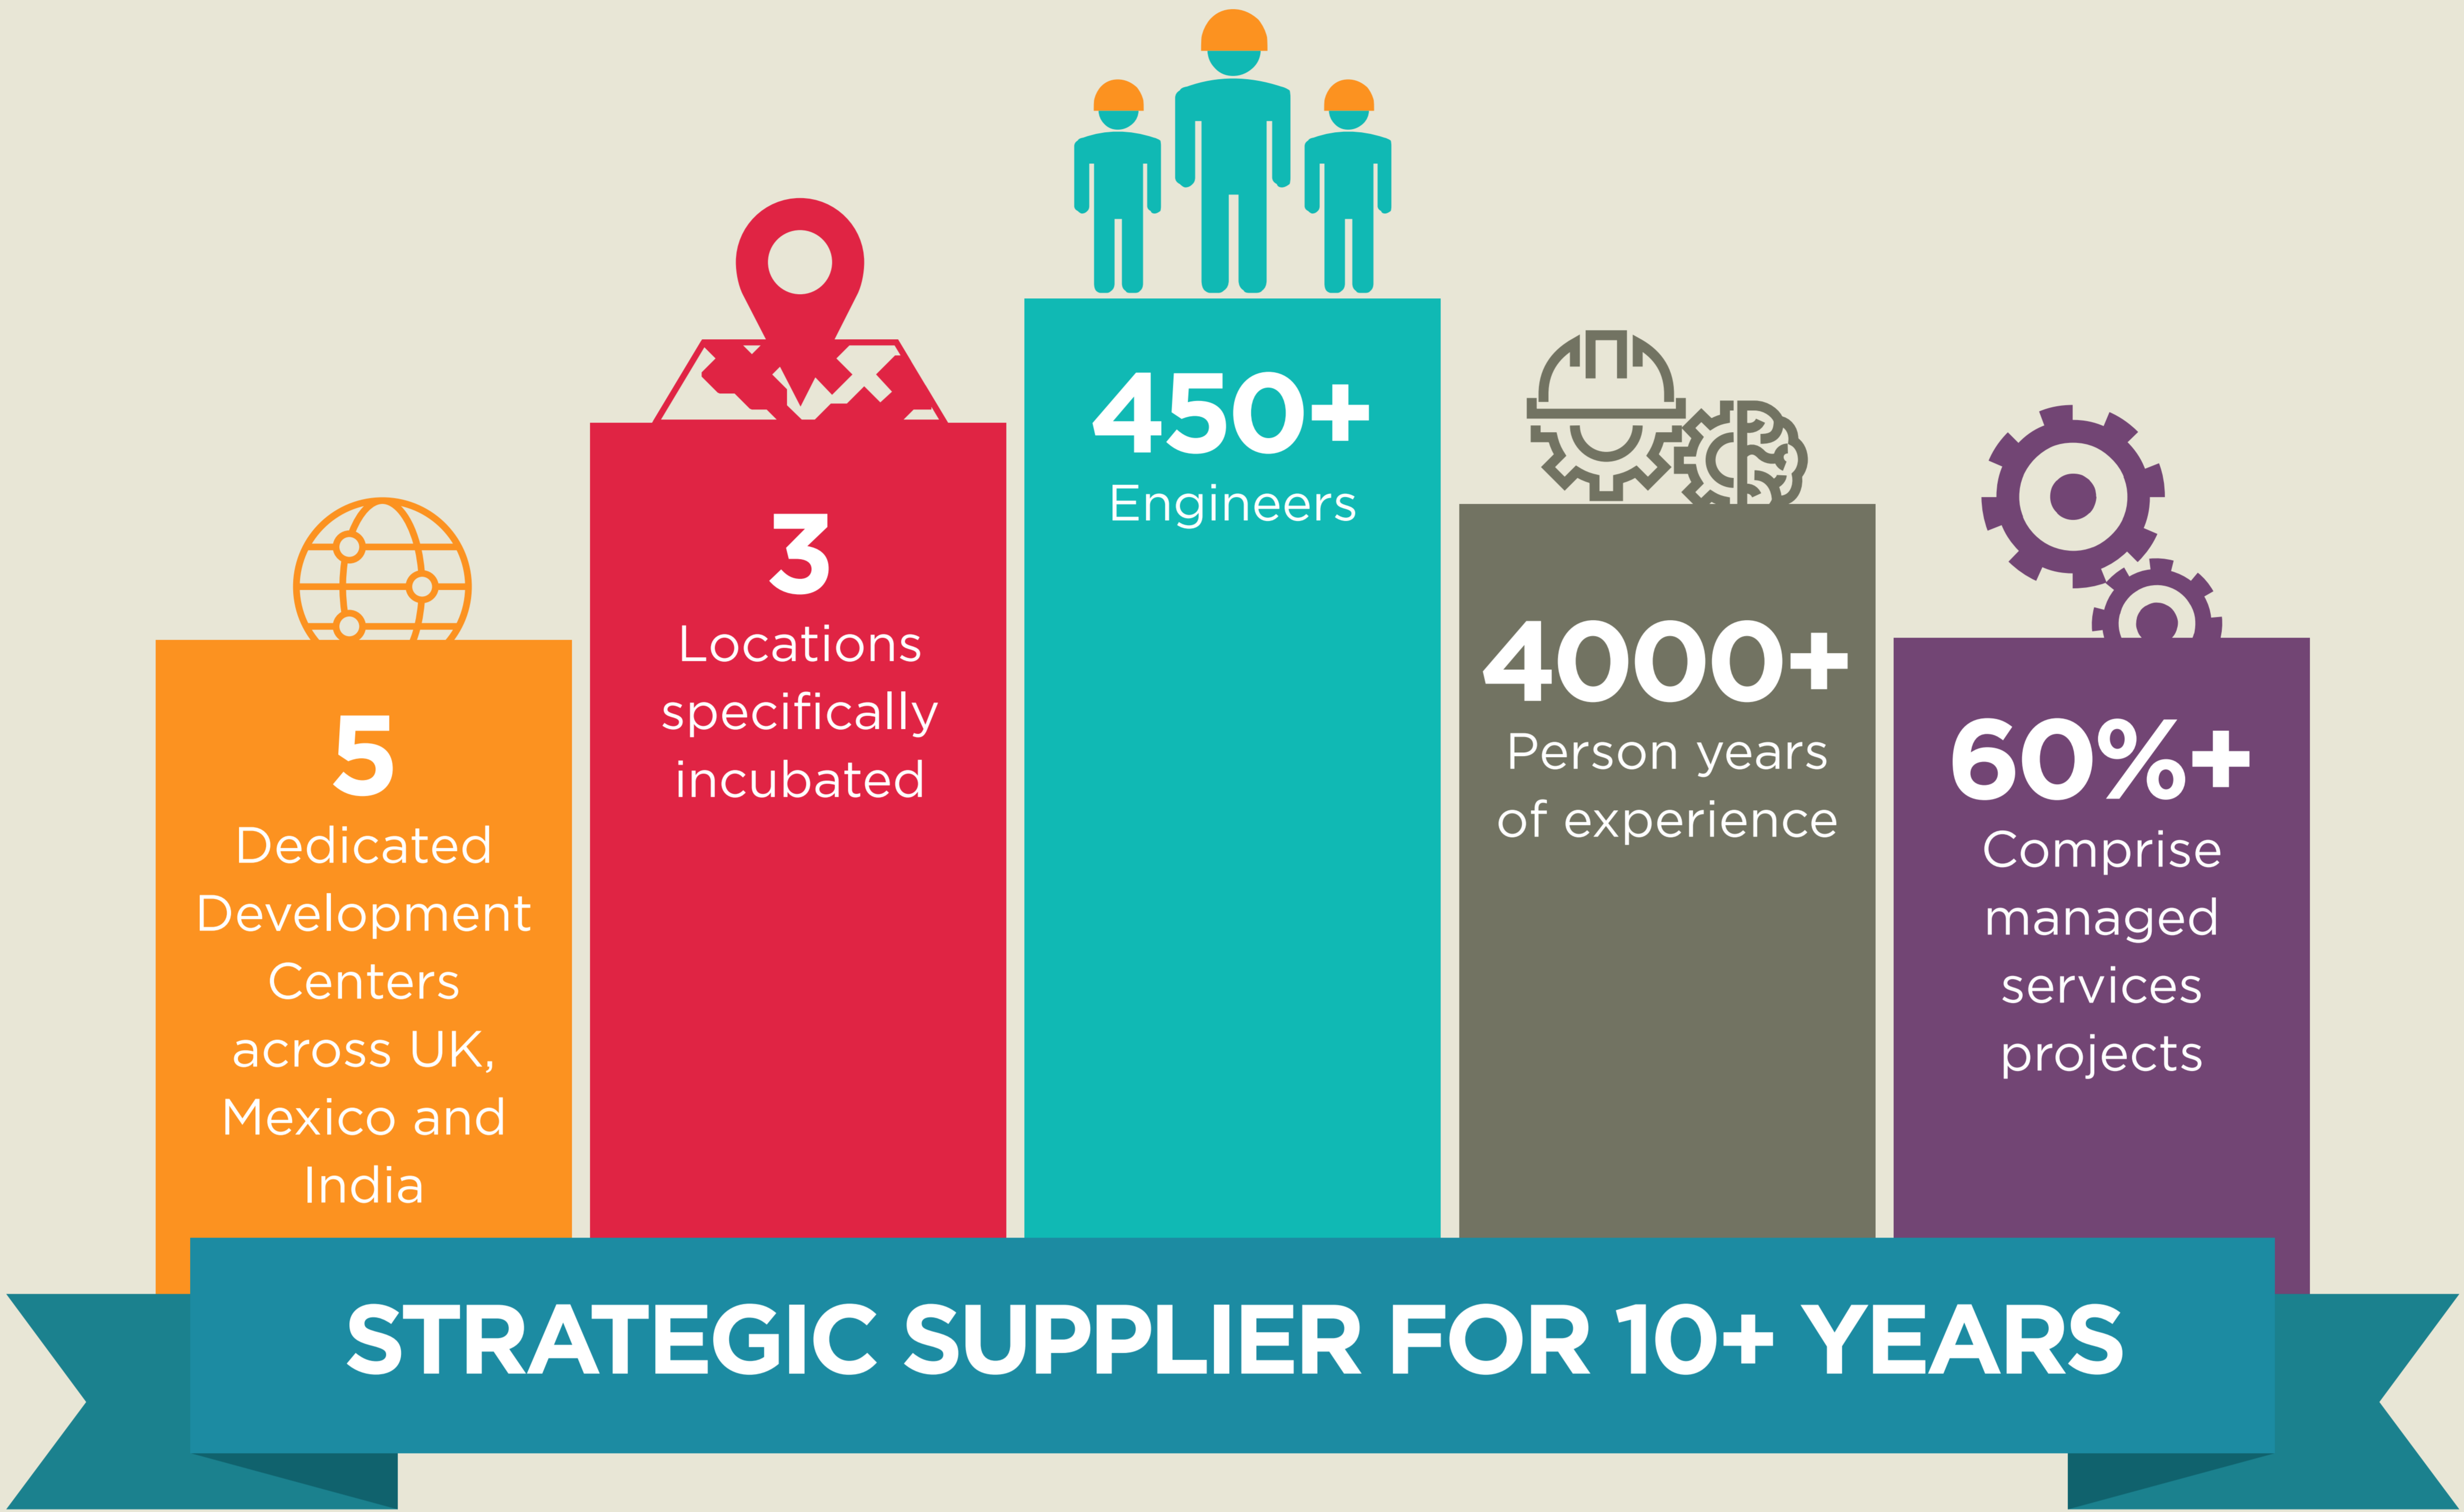 5
Dedicated
Development
Centers
across UK,
Mexico and
India
3
Locations
specifically
incubated
450+
Engineers
4000+
Person years
of experience
60%+
Comprise
managed
services
projects
STRATEGIC SUPPLIER FOR 10+ YEARS